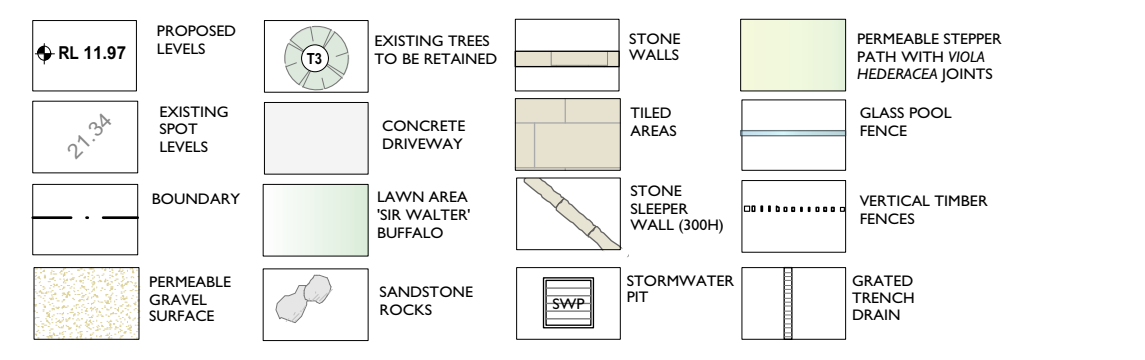 RL 11.97
PROPOSED
LEVELS
T3
EXISTING TREES
TO BE RETAINED
STONE
WALLS
PERMEABLE STEPPER
PATH WITH VIOLA
HEDERACEA JOINTS
21.34
EXISTING
SPOT
LEVELS
CONCRETE
DRIVEWAY
TILED
AREAS
GLASS POOL
FENCE
BOUNDARY
LAWN AREA
'SIR WALTER'
BUFFALO
STONE
SLEEPER
WALL (300H)
VERTICAL TIMBER
FENCES
PERMEABLE
GRAVEL
SURFACE
SANDSTONE
ROCKS
SWP
STORMWATER
PIT
GRATED
TRENCH
DRAIN